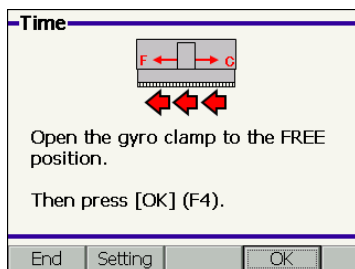 Time
F C
Open the gyro clamp to the FREE
position.
Then press [OK] (F4).
End Setting OK